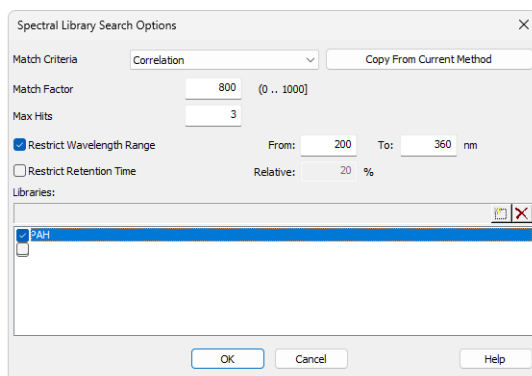 Spectral Library Search Options
Match Criteria Correlation Copy From Current Method
Match Factor 800 (0 .. 1000]
Max Hits 3
Restrict Wavelength Range From: 200 To: 360 nm
Restrict Retention Time Relative: 20 %
Libraries:
PAH
OK Cancel Help